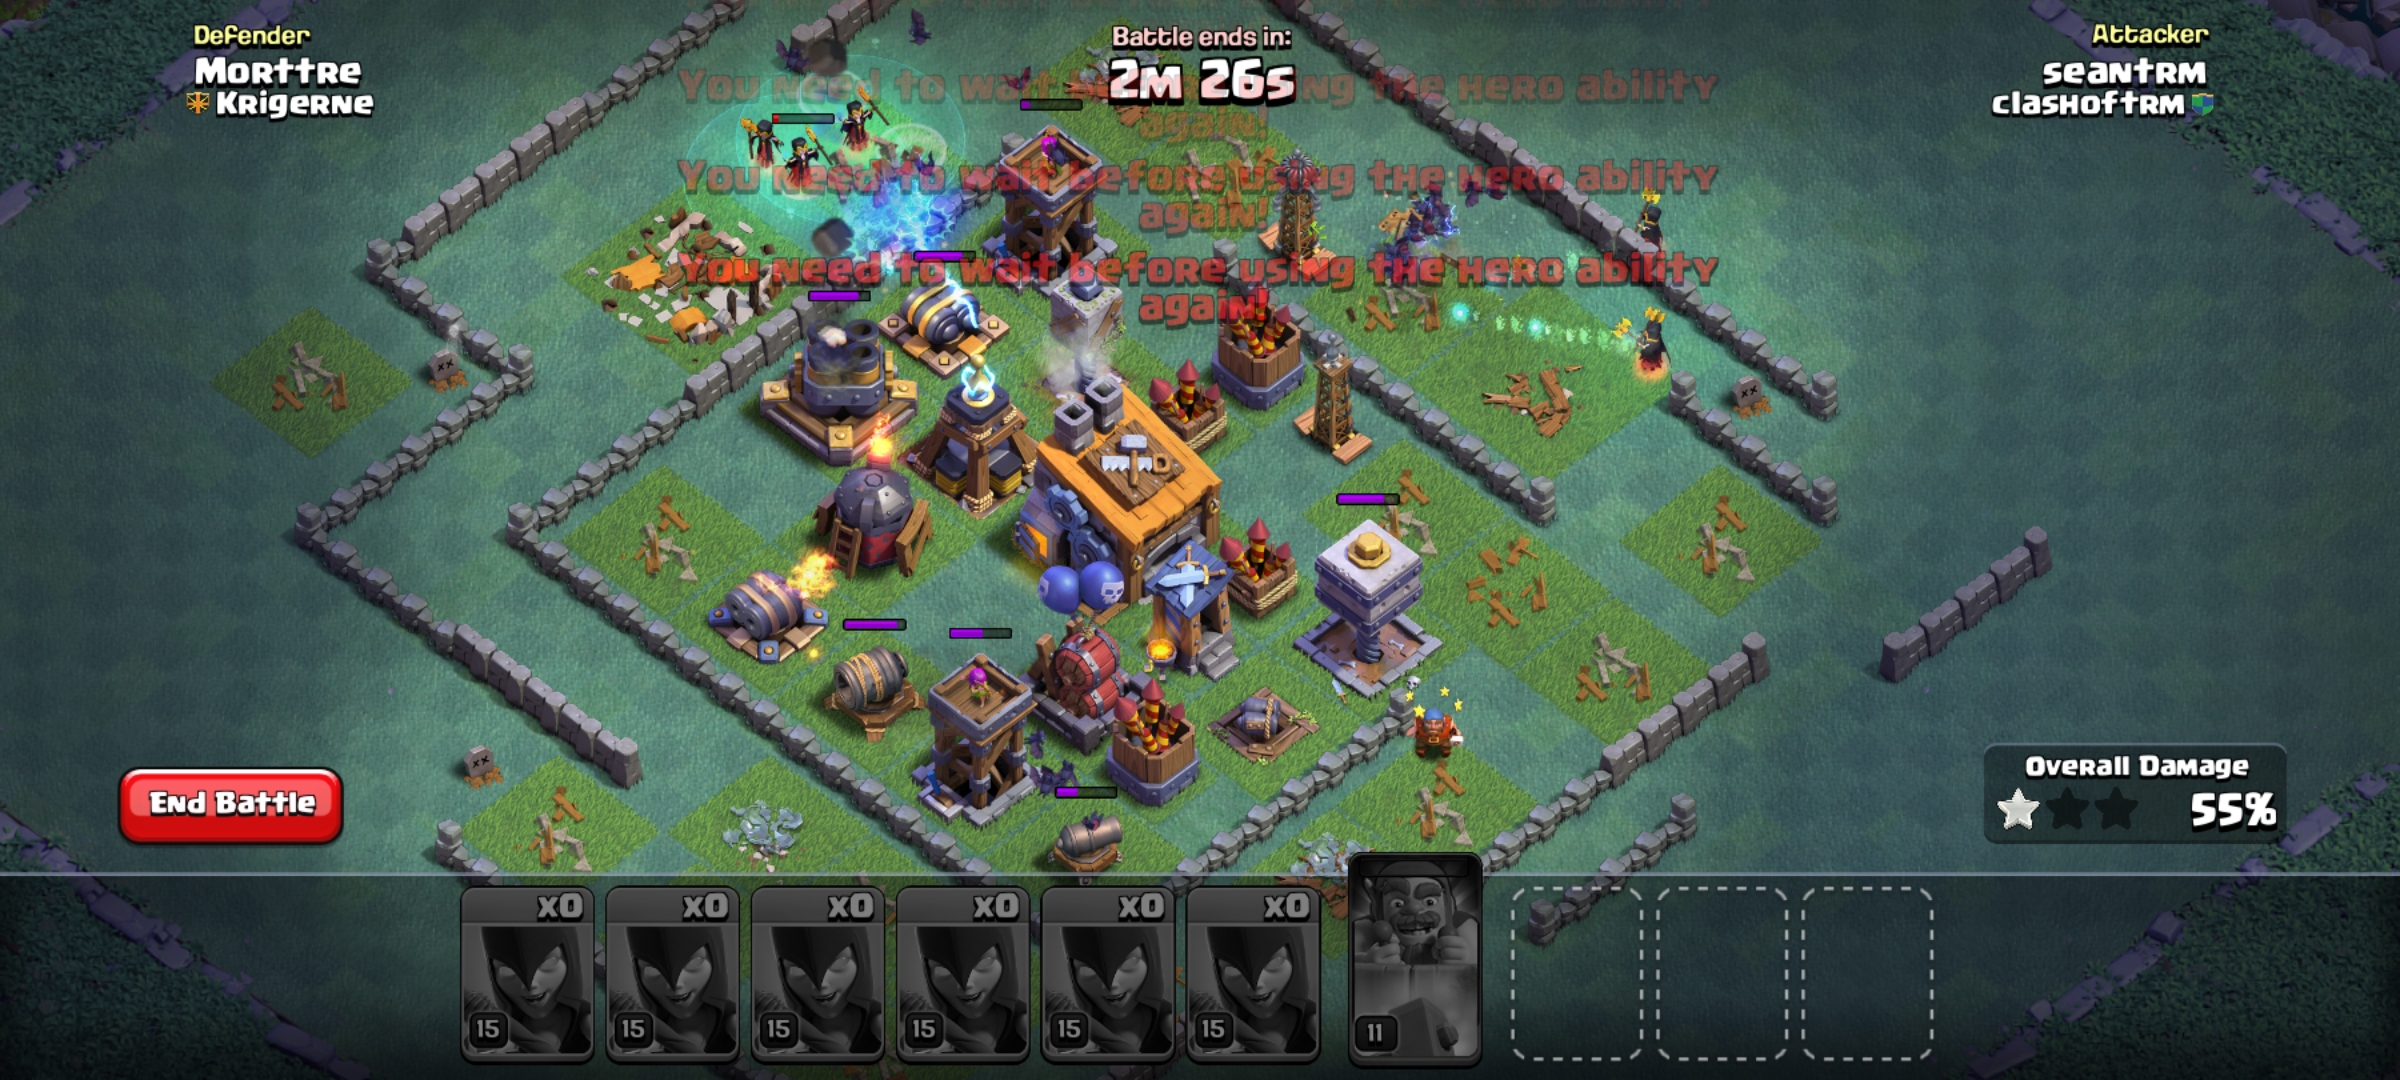 Defender
Morttre
Krigerne
Battle ends in:
2m 26s
Attacker
seantrm
clashoftrm
You need to wait before using the hero ability
again!
You need to wait before using the hero ability
again!
You need to wait before using the hero ability
again!
End Battle
Overall Damage
55%
x0
x0
x0
x0
x0
x0
15
15
15
15
15
15
11